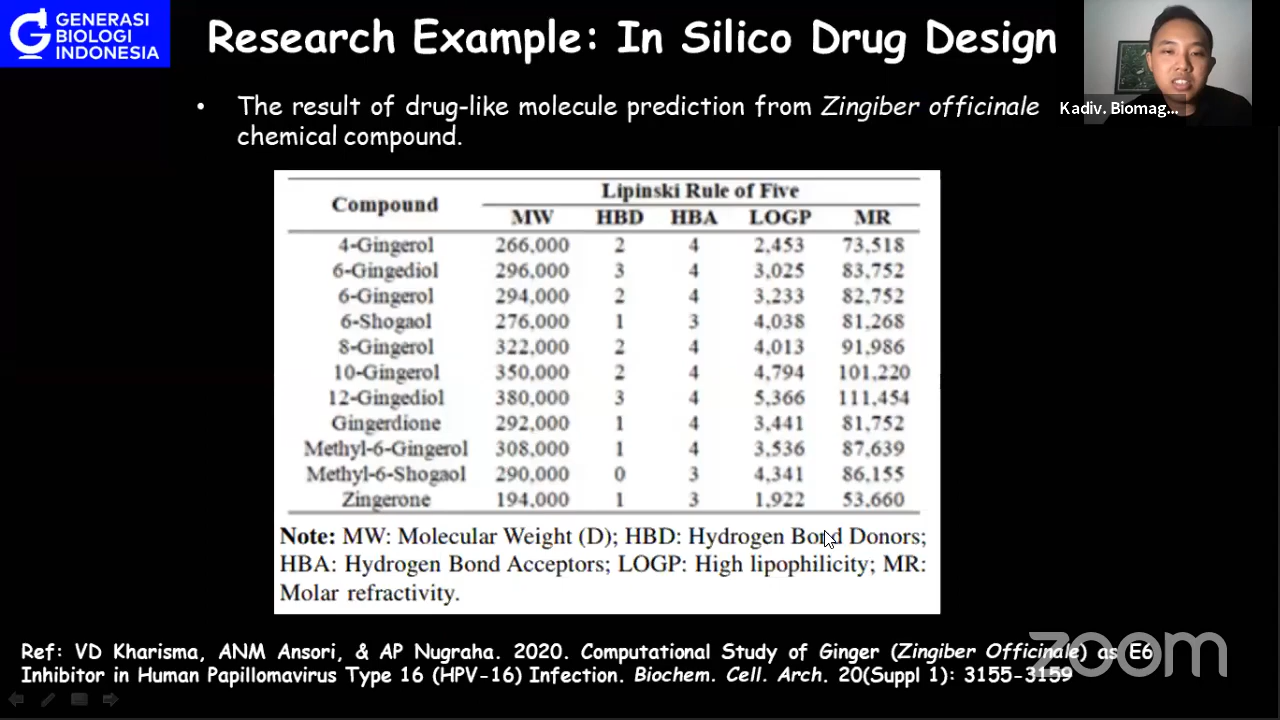 GENERASI
BIOLOGI
INDONESIA
Research Example: In Silico Drug Design
• The result of drug-like molecule prediction from Zingiber officinale
chemical compound.
Kadiv. Biomag...
Compound Lipinski Rule of Five
MW HBD HBA LOGP MR
4-Gingerol 266,000 2 4 2,453 73,518
6-Gingediol 296,000 3 4 3,025 83,752
6-Gingerol 294,000 2 4 3,233 82,752
6-Shogaol 276,000 1 3 4,038 81,268
8-Gingerol 322,000 2 4 4,013 91,986
10-Gingerol 350,000 2 4 4,794 101,220
12-Gingediol 380,000 3 4 5,366 111,454
Gingerdione 292,000 1 4 3,441 81,752
Methyl-6-Gingerol 308,000 1 4 3,536 87,639
Methyl-6-Shogaol 290,000 0 3 4,341 86,155
Zingerone 194,000 1 3 1,922 53,660
Note: MW: Molecular Weight (D); HBD: Hydrogen Bond Donors;
HBA: Hydrogen Bond Acceptors; LOGP: High lipophilicity; MR:
Molar refractivity.
Ref: VD Kharisma, ANM Ansori, & AP Nugraha. 2020. Computational Study of Ginger (Zingiber Officinale) as E6
Inhibitor in Human Papillomavirus Type 16 (HPV-16) Infection. Biochem. Cell. Arch. 20(Suppl 1): 3155-3159
zoom